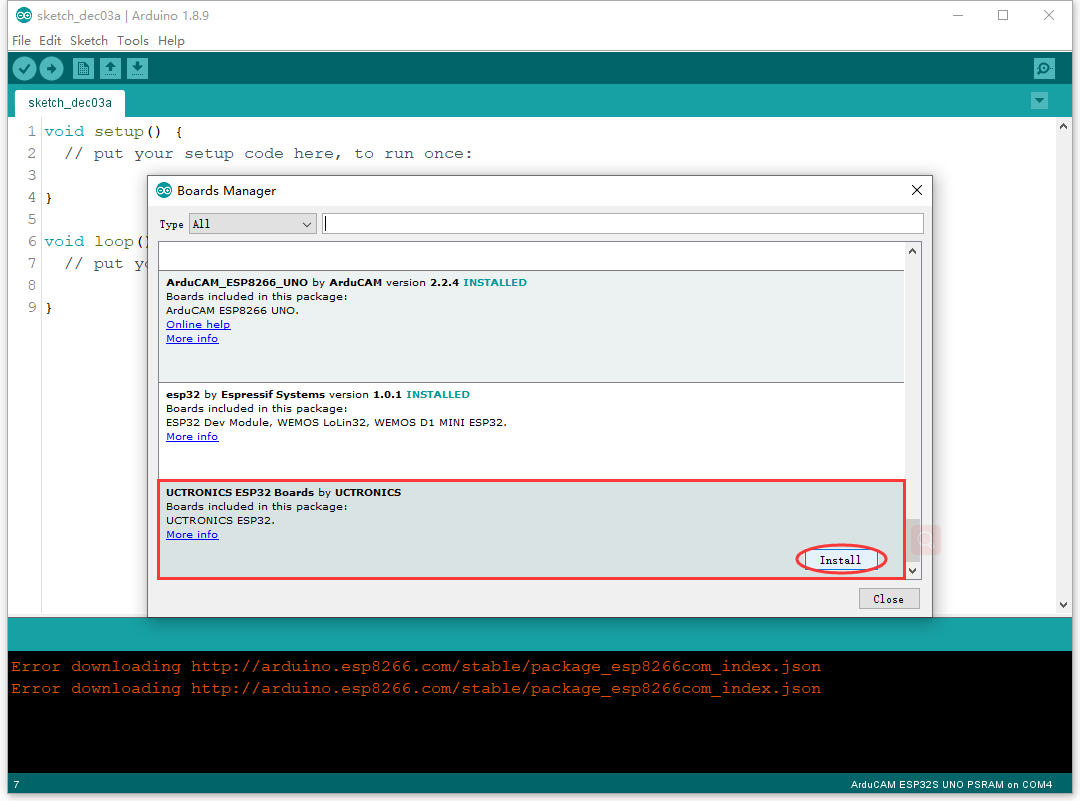 sketch_dec03a | Arduino 1.8.9
File Edit Sketch Tools Help
sketch_dec03a
1 void setup() {
2 // put your setup code here, to run once:
3
4 }
5
6 void loop()
7 // put yo
8
9 }
Boards Manager
Type All
ArduCAM_ESP8266_UNO by ArduCAM version 2.2.4 INSTALLED
Boards included in this package:
ArduCAM ESP8266 UNO.
Online help
More info
esp32 by Espressif Systems version 1.0.1 INSTALLED
Boards included in this package:
ESP32 Dev Module, WEMOS LoLin32, WEMOS D1 MINI ESP32.
More info
UCTRONICS ESP32 Boards by UCTRONICS
Boards included in this package:
UCTRONICS ESP32.
More info
Install
Close
Error downloading http://arduino.esp8266.com/stable/package_esp8266com_index.json
Error downloading http://arduino.esp8266.com/stable/package_esp8266com_index.json
7 ArduCAM ESP32S UNO PSRAM on COM4